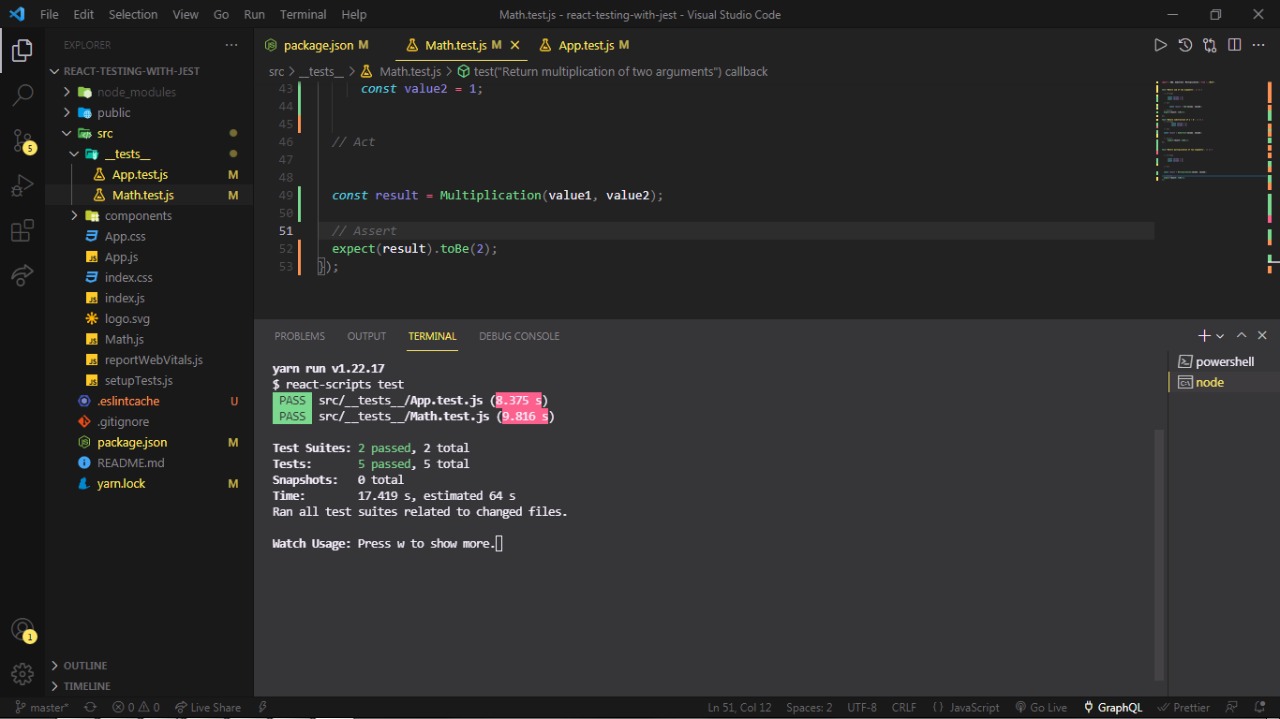 File Edit Selection View Go Run Terminal Help Math.test.js - react-testing-with-jest - Visual Studio Code
EXPLORER
REACT-TESTING-WITH-JEST
node_modules
public
src
__tests__
App.test.js M
Math.test.js M
components
App.css
App.js
index.css
index.js
logo.svg
Math.js
reportWebVitals.js
setupTests.js
.eslintcache U
.gitignore
package.json M
README.md
yarn.lock M
OUTLINE
TIMELINE
5
1
package.json M Math.test.js M App.test.js M
src > __tests__ > Math.test.js > test("Return multiplication of two arguments") callback
43 const value2 = 1;
44
45
46 // Act
47
48
49 const result = Multiplication(value1, value2);
50
51 // Assert
52 expect(result).toBe(2);
53 });
PROBLEMS OUTPUT TERMINAL DEBUG CONSOLE
powershell
node
yarn run v1.22.17
$ react-scripts test
PASS src/__tests__/App.test.js (8.375 s)
PASS src/__tests__/Math.test.js (9.816 s)
Test Suites: 2 passed, 2 total
Tests: 5 passed, 5 total
Snapshots: 0 total
Time: 17.419 s, estimated 64 s
Ran all test suites related to changed files.
Watch Usage: Press w to show more.
master* 0 0 Live Share Ln 51, Col 12 Spaces: 2 UTF-8 CRLF {} JavaScript Go Live GraphQL Prettier